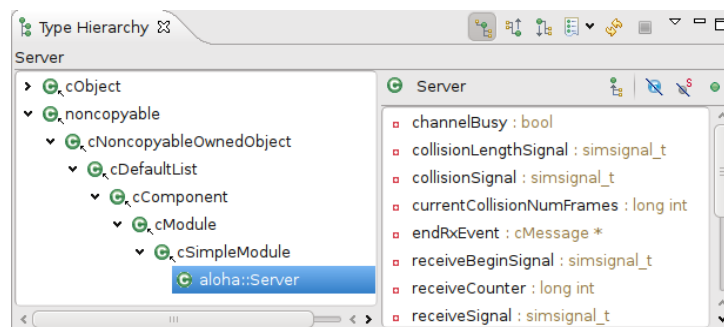 Type Hierarchy
Server
cObject
noncopyable
cNoncopyableOwnedObject
cDefaultList
cComponent
cModule
cSimpleModule
aloha::Server
Server
channelBusy : bool
collisionLengthSignal : simsignal_t
collisionSignal : simsignal_t
currentCollisionNumFrames : long int
endRxEvent : cMessage *
receiveBeginSignal : simsignal_t
receiveCounter : long int
receiveSignal : simsignal_t